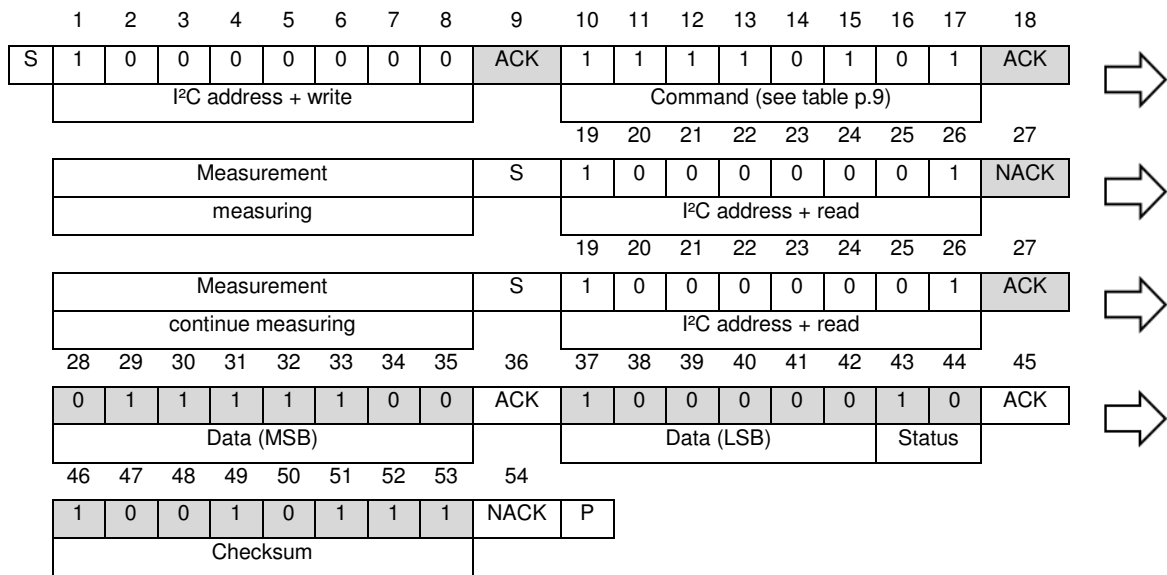 1 2 3 4 5 6 7 8 9 10 11 12 13 14 15 16 17 18
S 1 0 0 0 0 0 0 0 ACK 1 1 1 1 0 1 0 1 ACK
I²C address + write Command (see table p.9)
19 20 21 22 23 24 25 26 27
Measurement S 1 0 0 0 0 0 0 1 NACK
measuring I²C address + read
19 20 21 22 23 24 25 26 27
Measurement S 1 0 0 0 0 0 0 1 ACK
continue measuring I²C address + read
28 29 30 31 32 33 34 35 36 37 38 39 40 41 42 43 44 45
0 1 1 1 1 1 0 0 ACK 1 0 0 0 0 0 1 0 ACK
Data (MSB) Data (LSB) Status
46 47 48 49 50 51 52 53 54
1 0 0 1 0 1 1 1 NACK P
Checksum